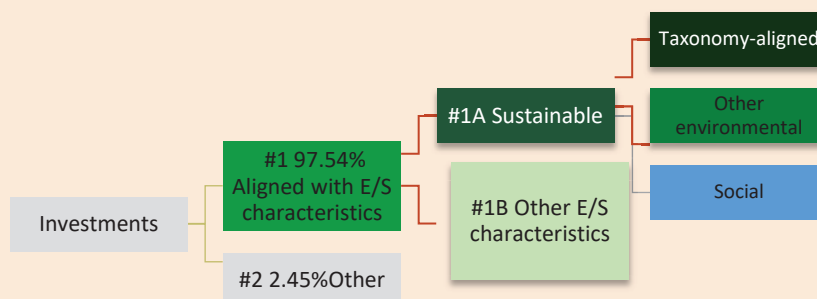 Investments
#1 97.54%
Aligned with E/S
characteristics
#2 2.45%Other
#1A Sustainable
#1B Other E/S
characteristics
Taxonomy-aligned
Other
environmental
Social